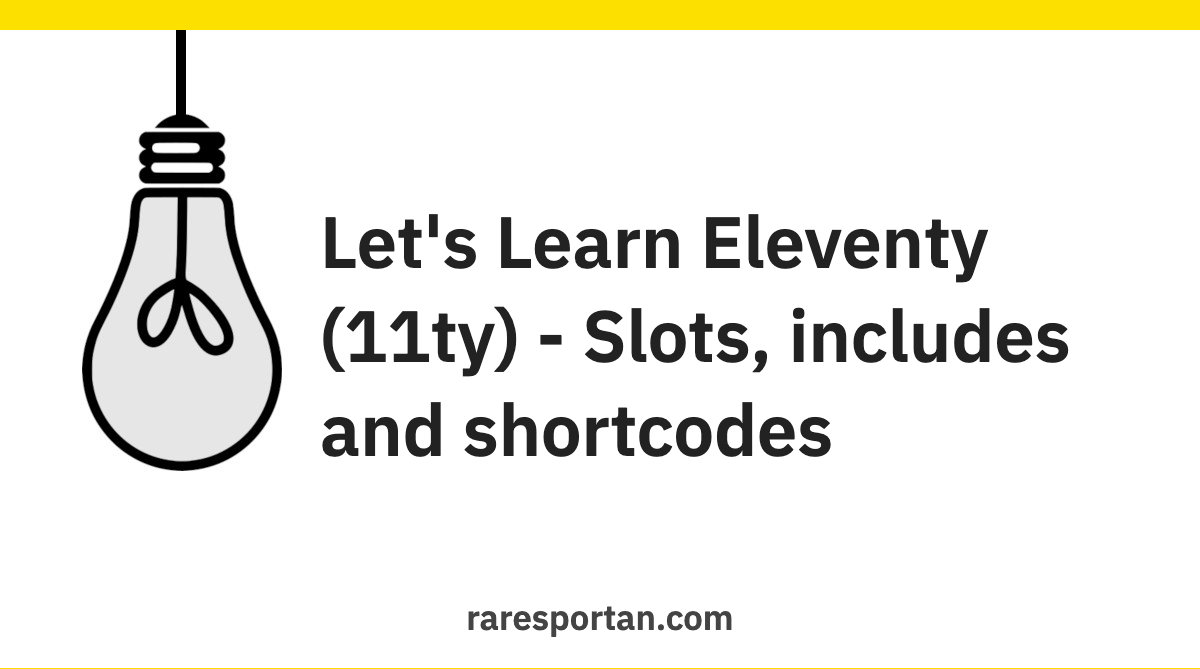 Let's Learn Eleventy
(11ty) - Slots, includes
and shortcodes
raresportan.com